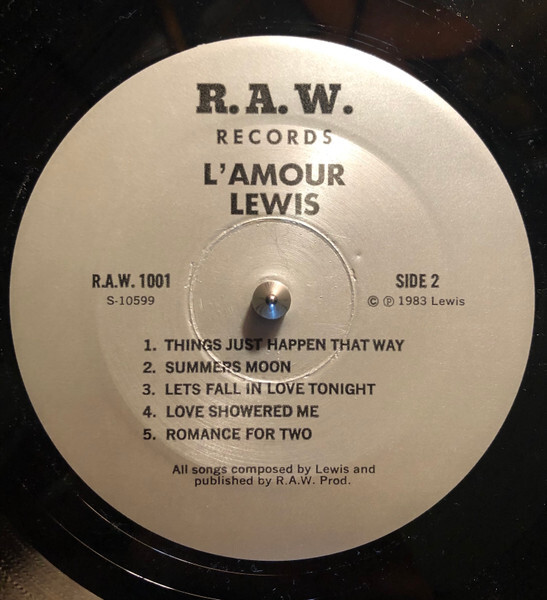 R.A.W.
RECORDS
L'AMOUR
LEWIS
R.A.W. 1001
S-10599
SIDE 2
© ℗ 1983 Lewis
1. THINGS JUST HAPPEN THAT WAY
2. SUMMERS MOON
3. LETS FALL IN LOVE TONIGHT
4. LOVE SHOWERED ME
5. ROMANCE FOR TWO
All songs composed by Lewis and
published by R.A.W. Prod.